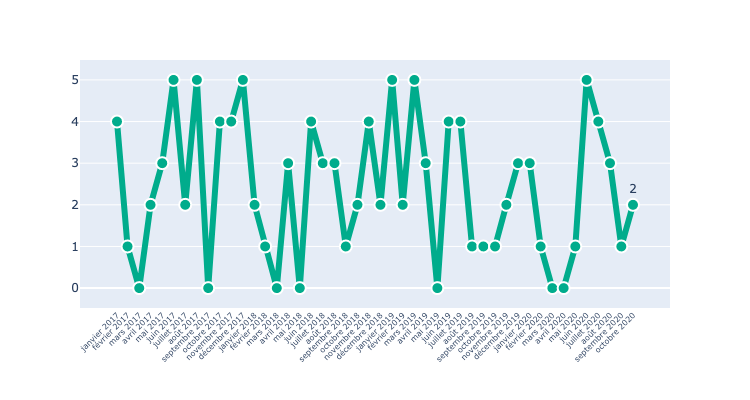 5
4
3
2
1
0
2
janvier 2017
février 2017
mars 2017
avril 2017
mai 2017
juin 2017
juillet 2017
août 2017
septembre 2017
octobre 2017
novembre 2017
décembre 2017
janvier 2018
février 2018
mars 2018
avril 2018
mai 2018
juin 2018
juillet 2018
août 2018
septembre 2018
octobre 2018
novembre 2018
décembre 2018
janvier 2019
février 2019
mars 2019
avril 2019
mai 2019
juin 2019
juillet 2019
août 2019
septembre 2019
octobre 2019
novembre 2019
décembre 2019
janvier 2020
février 2020
mars 2020
avril 2020
mai 2020
juin 2020
juillet 2020
août 2020
septembre 2020
octobre 2020